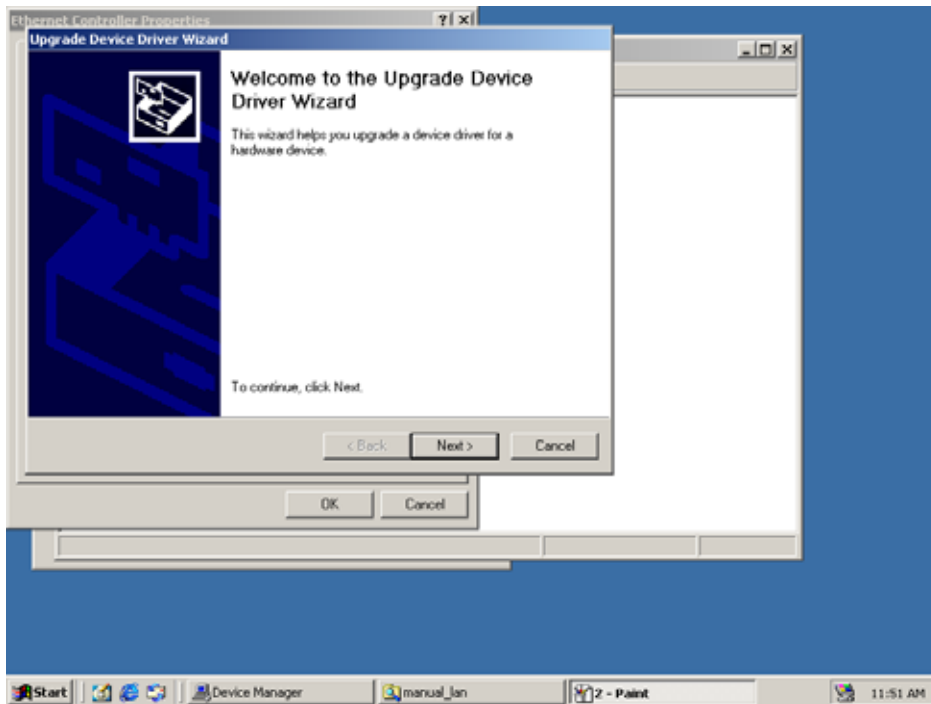 Ethernet Controller Properties
Upgrade Device Driver Wizard
Welcome to the Upgrade Device
Driver Wizard
This wizard helps you upgrade a device driver for a
hardware device.
To continue, click Next.
< Back
Next >
Cancel
OK
Cancel
Start
Device Manager
manual_lan
2 - Paint
11:51 AM